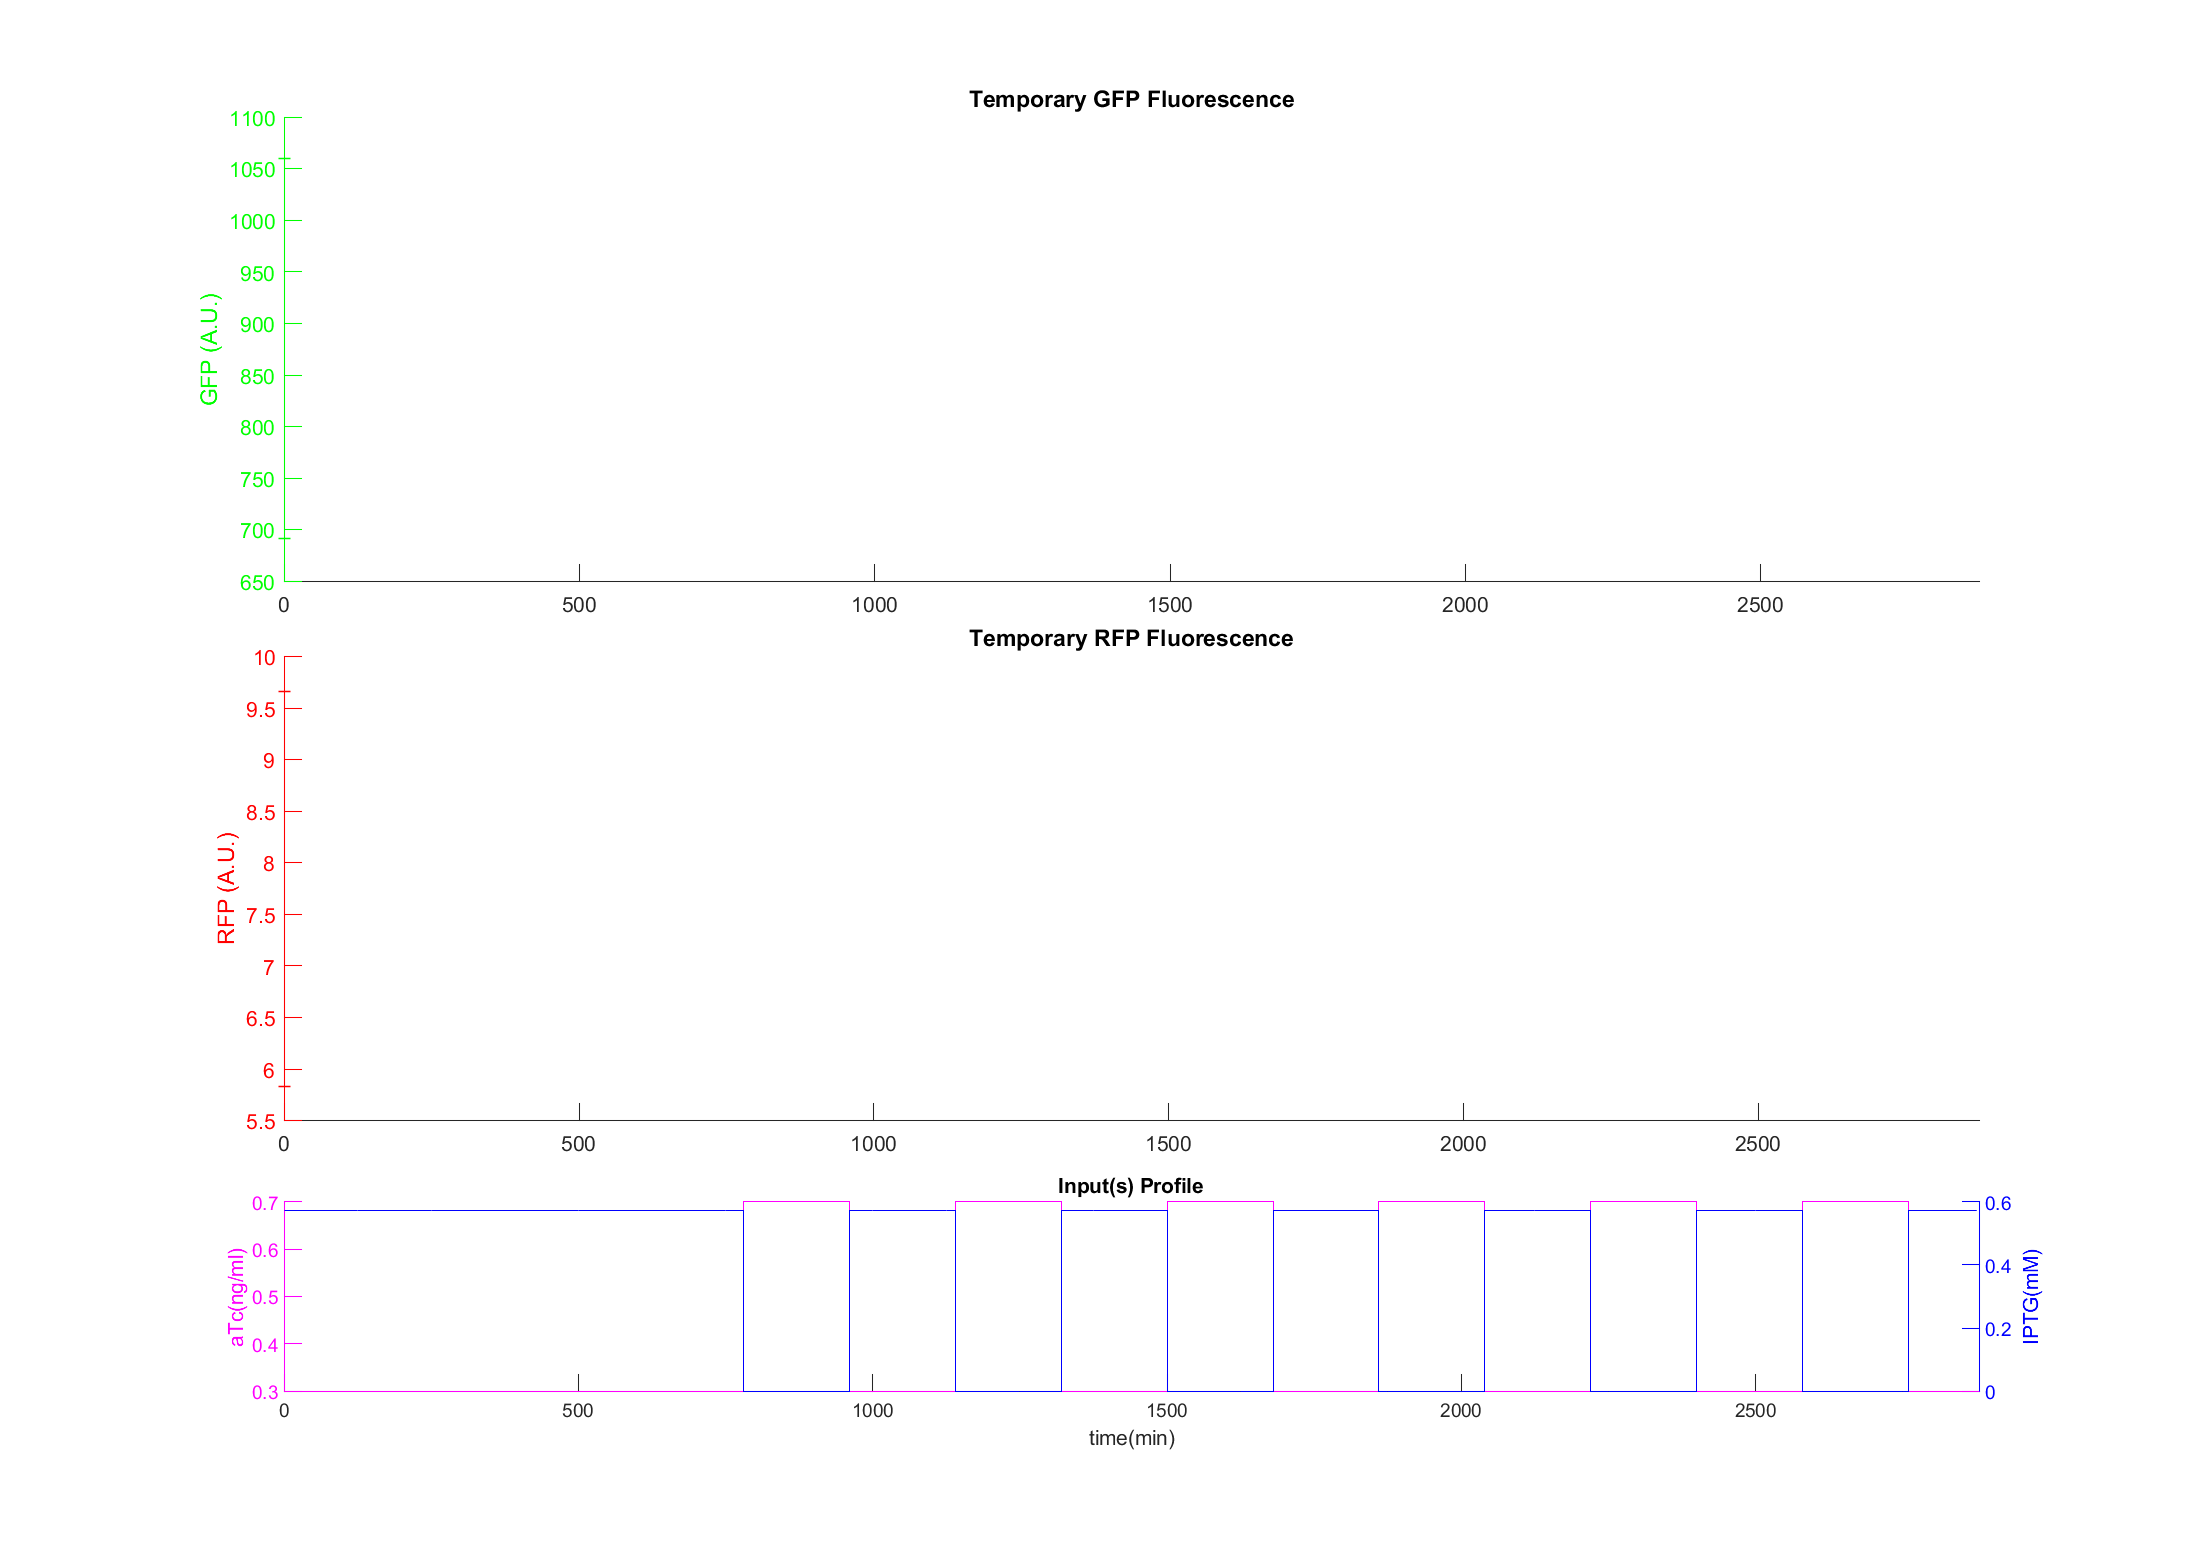 Temporary GFP Fluorescence
1100
1050
1000
950
900
850
800
750
700
650
GFP (A.U.)
0 500 1000 1500 2000 2500
Temporary RFP Fluorescence
10
9.5
9
8.5
8
7.5
7
6.5
6
5.5
RFP (A.U.)
0 500 1000 1500 2000 2500
Input(s) Profile
0.7
0.6
0.5
0.4
0.3
aTc(ng/ml)
0.6
0.4
0.2
0
IPTG(mM)
0 500 1000 1500 2000 2500
time(min)